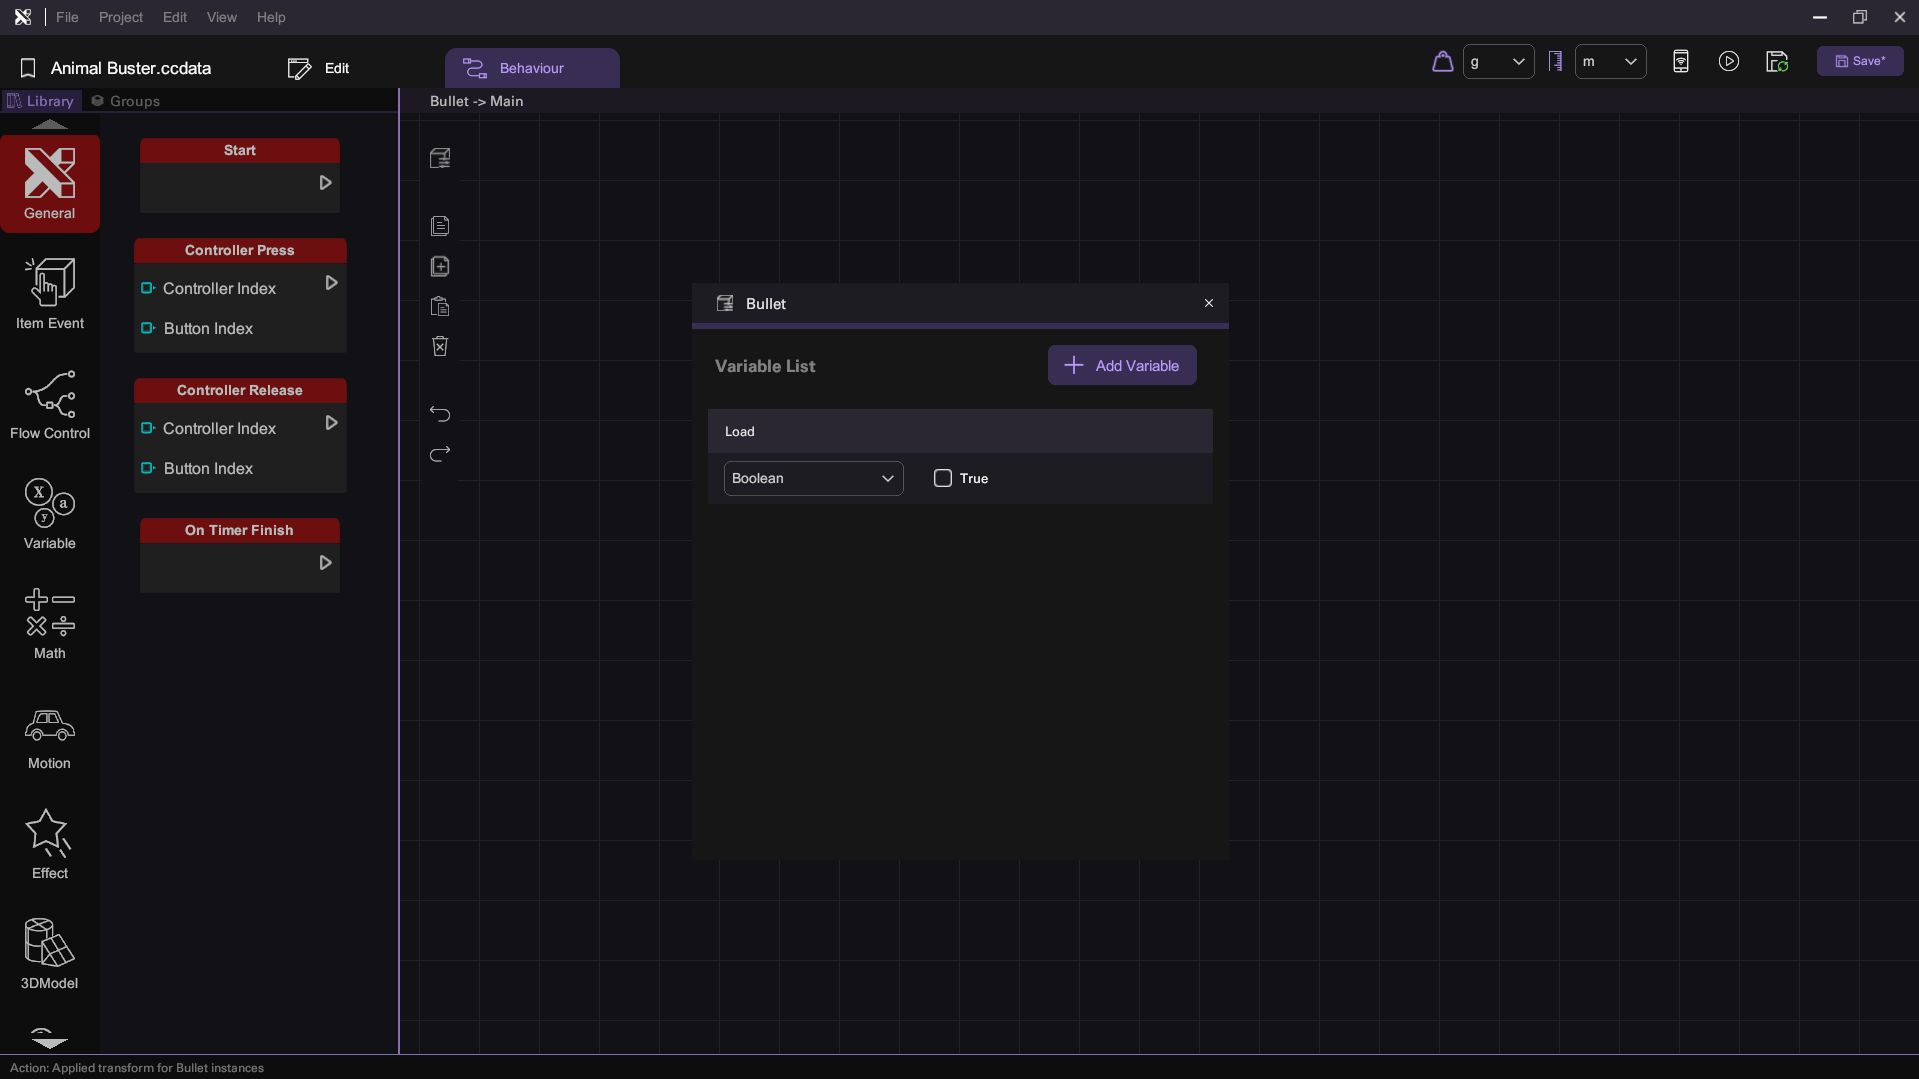 File Project Edit View Help
Animal Buster.ccdata
Edit
Behaviour
g
m
Save*
Library
Groups
Bullet -> Main
General
Item Event
Flow Control
Variable
Math
Motion
Effect
3DModel
Start
Controller Press
Controller Index
Button Index
Controller Release
Controller Index
Button Index
On Timer Finish
Bullet
Variable List
Add Variable
Load
Boolean
True
X
a
y
Action: Applied transform for Bullet instances